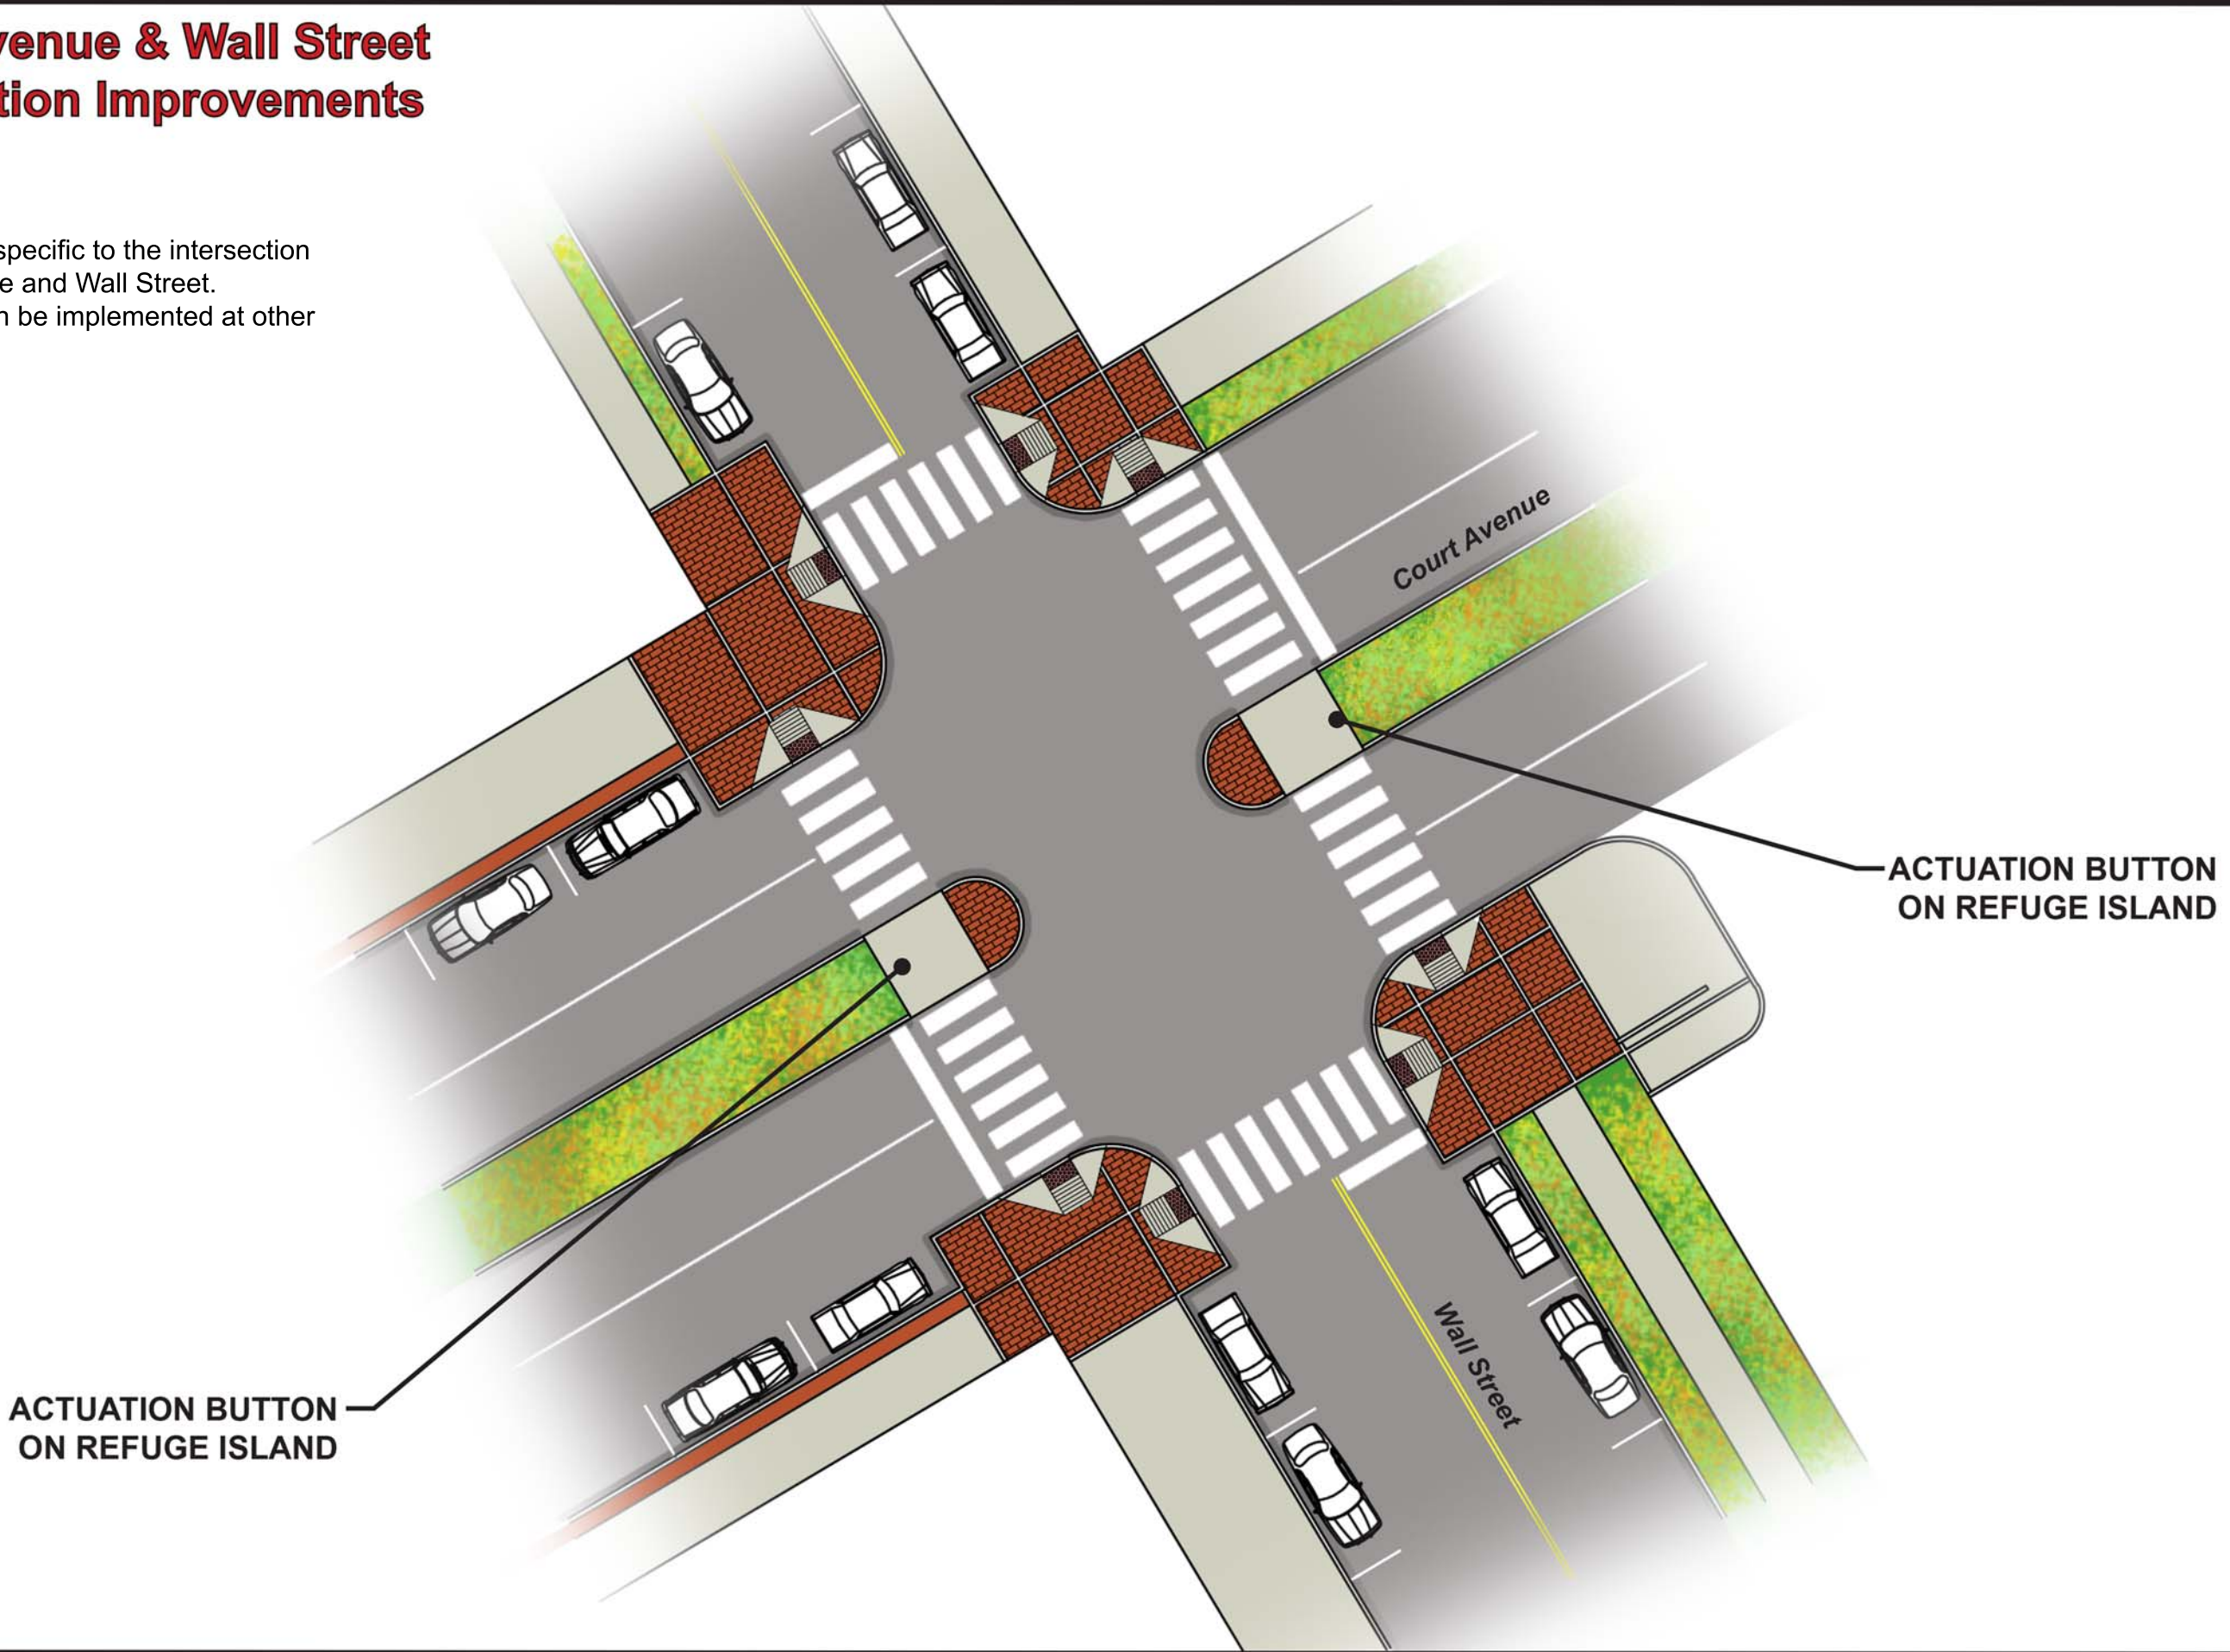 venue & Wall Street
tion Improvements
specific to the intersection
e and Wall Street.
n be implemented at other
Court Avenue
ACTUATION BUTTON
ON REFUGE ISLAND
Wall Street
ACTUATION BUTTON
ON REFUGE ISLAND